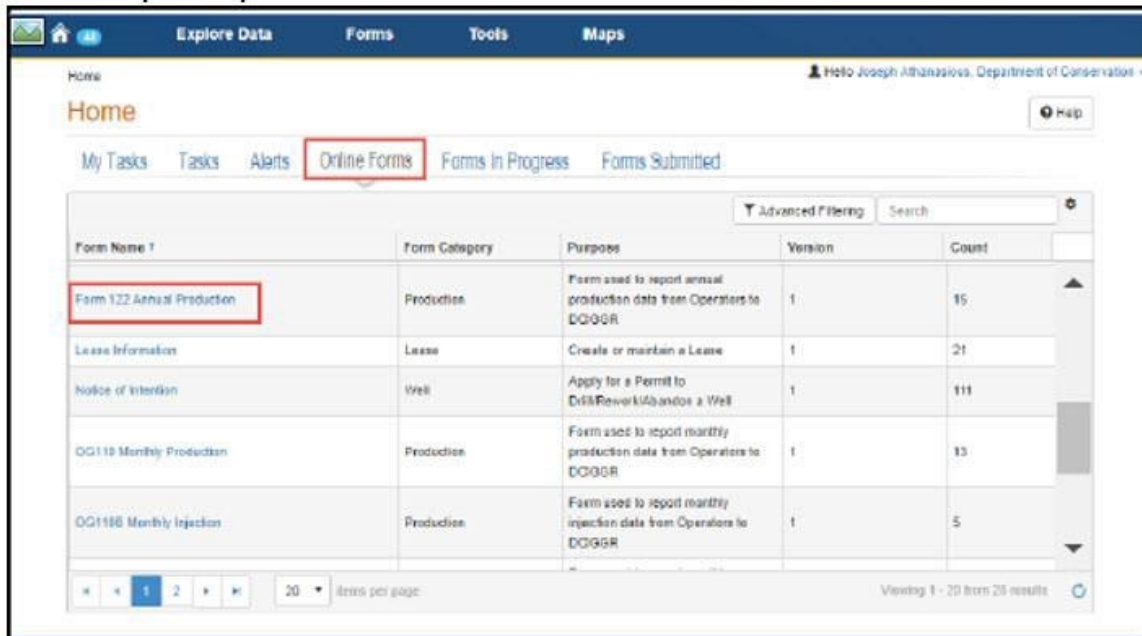 Explore Data Forms Tools Maps
Home
Hello Joseph Athanasious, Department of Conservation
Home
Help
My Tasks Tasks Alerts Online Forms Forms In Progress Forms Submitted
Advanced Filtering Search
Form Name Form Category Purpose Version Count
Form 122 Annual Production Production Form used to report annual
production data from Operators to
DOGGR 1 15
Lease Information Lease Create or maintain a Lease 1 21
Notice of Intention Well Apply for a Permit to
Drill/Rework/Abandon a Well 1 111
OG110 Monthly Production Production Form used to report monthly
production data from Operators to
DOGGR 1 13
OG110B Monthly Injection Production Form used to report monthly
injection data from Operators to
DOGGR 1 5
1 2 20 items per page Viewing 1 - 20 from 28 results